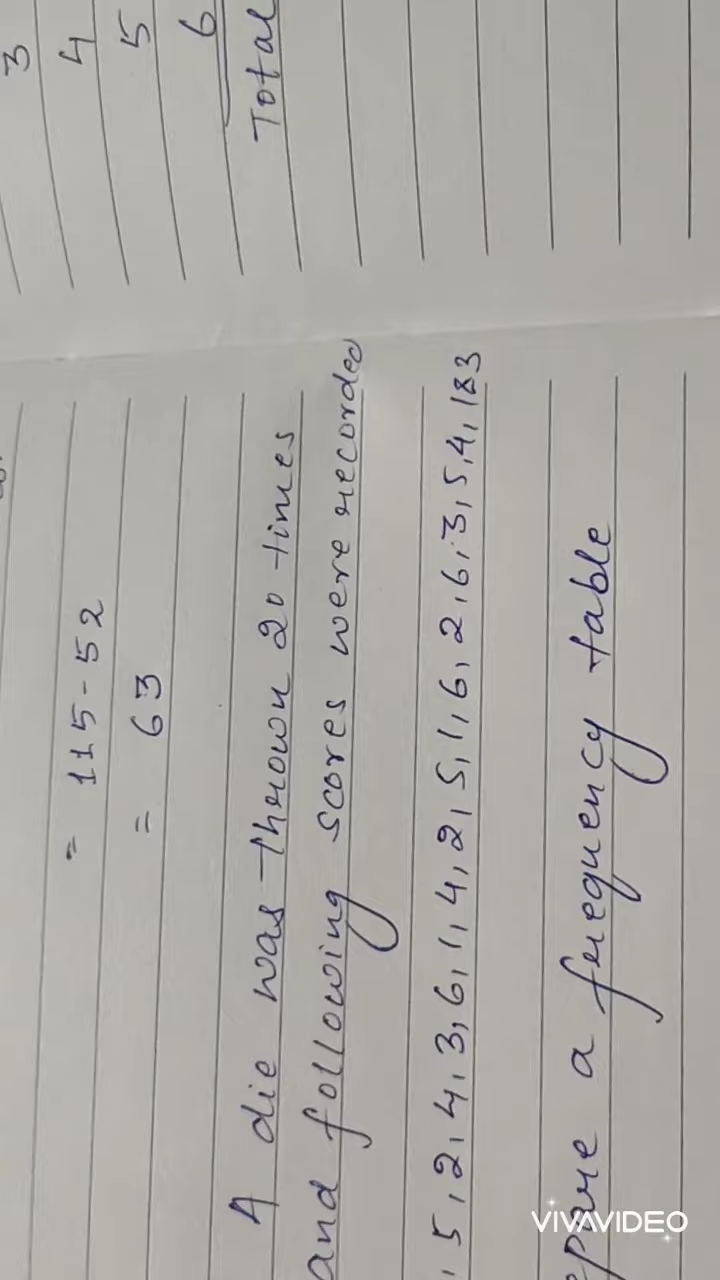 = 115-52
= 63
A die was thrown 20 times
and following scores were recorded
, 5, 2, 4, 3, 6, 1, 4, 2, 5, 1, 6, 2, 6, 3, 5, 4, 1&3
a frequency table
3
4
5
6
Total
VIVAVIDEO